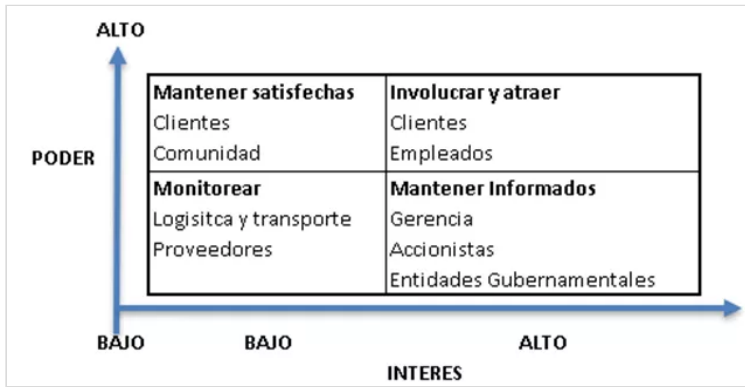 ALTO
PODER
Mantener satisfechas
Clientes
Comunidad
Involucrar y atraer
Clientes
Empleados
Monitorear
Logisitca y transporte
Proveedores
Mantener Informados
Gerencia
Accionistas
Entidades Gubernamentales
BAJO
BAJO
ALTO
INTERES